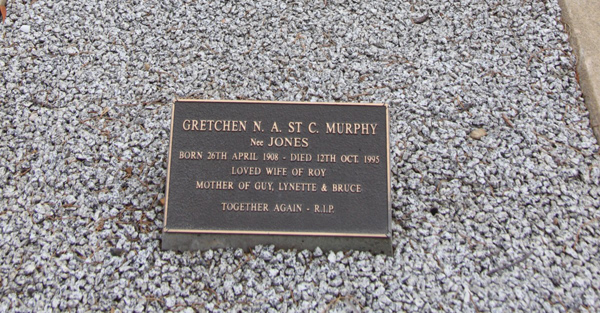 GRETCHEN N. A. ST C. MURPHY
Nee JONES
BORN 26TH APRIL 1908 - DIED 12TH OCT. 1995
LOVED WIFE OF ROY
MOTHER OF GUY, LYNETTE & BRUCE
TOGETHER AGAIN - R.I.P.